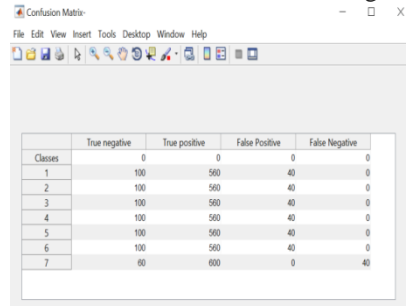 Confusion Matrix-
File Edit View Insert Tools Desktop Window Help
True negative True positive False Positive False Negative
Classes 0 0 0 0
1 100 560 40 0
2 100 560 40 0
3 100 560 40 0
4 100 560 40 0
5 100 560 40 0
6 100 560 40 0
7 60 600 0 40